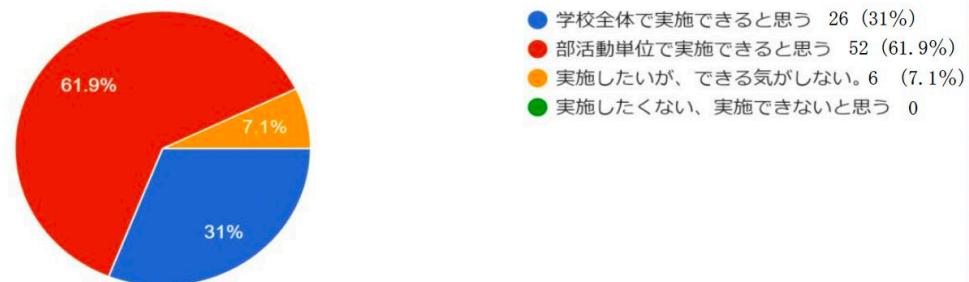 学校全体で実施できると思う 26 (31%)
部活動単位で実施できると思う 52 (61.9%)
実施したいが、できる気がしない。6 (7.1%)
実施したくない、実施できないと思う 0
61.9%
7.1%
31%